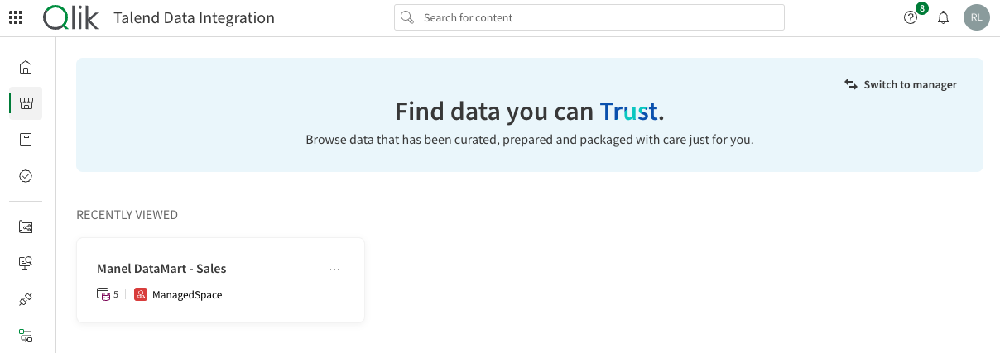 Qlik Talend Data Integration
Search for content
8
RL
Switch to manager
Find data you can Trust.
Browse data that has been curated, prepared and packaged with care just for you.
RECENTLY VIEWED
Manel DataMart - Sales
...
5 ManagedSpace